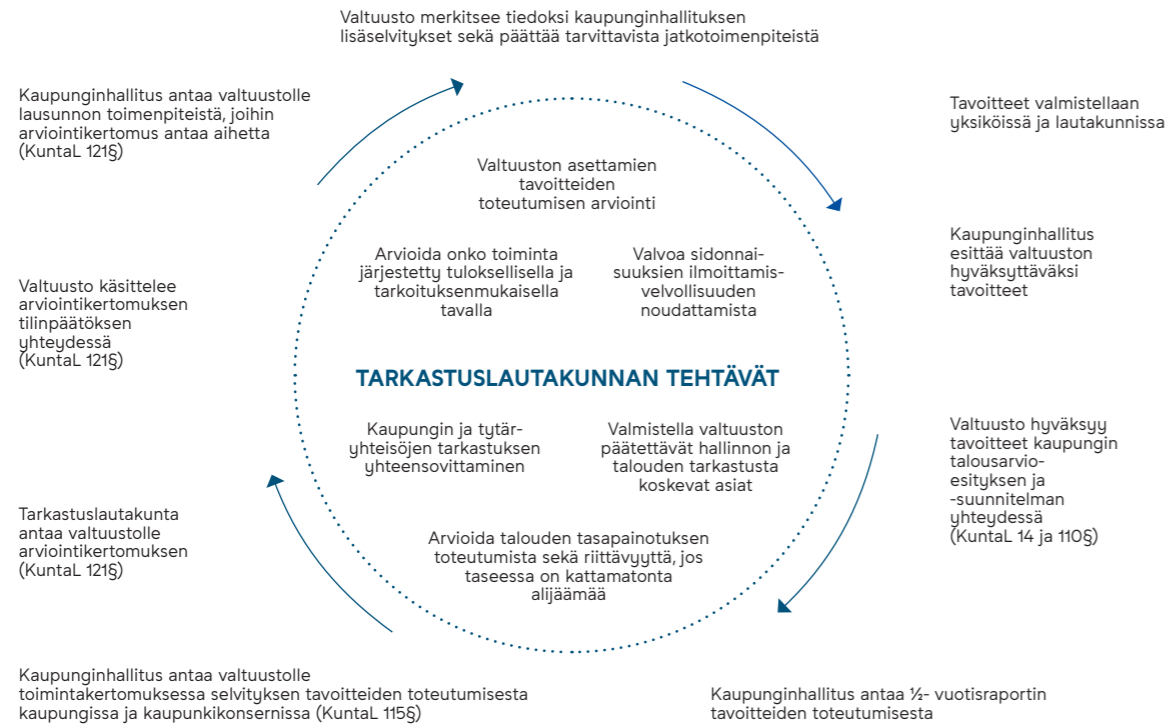 Valtuusto merkitsee tiedoksi kaupunginhallituksen
lisäselvitykset sekä päättää tarvittavista jatkotoimenpiteistä
Tavoitteet valmistellaan
yksiköissä ja lautakunnissa
Kaupunginhallitus
esittää valtuuston
hyväksyttäväksi
tavoitteet
Valtuusto hyväksyy
tavoitteet kaupungin
talousarvio-
esityksen ja
-suunnitelman
yhteydessä
(KuntaL 14 ja 110§)
Kaupunginhallitus antaa ½- vuotisraportin
tavoitteiden toteutumisesta
Kaupunginhallitus antaa valtuustolle
toimintakertomuksessa selvityksen tavoitteiden toteutumisesta
kaupungissa ja kaupunkikonsernissa (KuntaL 115§)
Tarkastuslautakunta
antaa valtuustolle
arviointikertomuksen
(KuntaL 121§)
Valtuusto käsittelee
arviointikertomuksen
tilinpäätöksen
yhteydessä
(KuntaL 121§)
Kaupunginhallitus antaa valtuustolle
lausunnon toimenpiteistä, joihin
arviointikertomus antaa aihetta
(KuntaL 121§)
Valtuuston asettamien
tavoitteiden
toteutumisen arviointi
Arvioida onko toiminta
järjestetty tuloksellisella ja
tarkoituksenmukaisella
tavalla
Valvoa sidonnai-
suuksien ilmoittamis-
velvollisuuden
noudattamista
TARKASTUSLAUTAKUNNAN TEHTÄVÄT
Kaupungin ja tytär-
yhteisöjen tarkastuksen
yhteensovittaminen
Valmistella valtuuston
päätettävät hallinnon ja
talouden tarkastusta
koskevat asiat
Arvioida talouden tasapainotuksen
toteutumista sekä riittävyyttä, jos
taseessa on kattamatonta
alijäämää